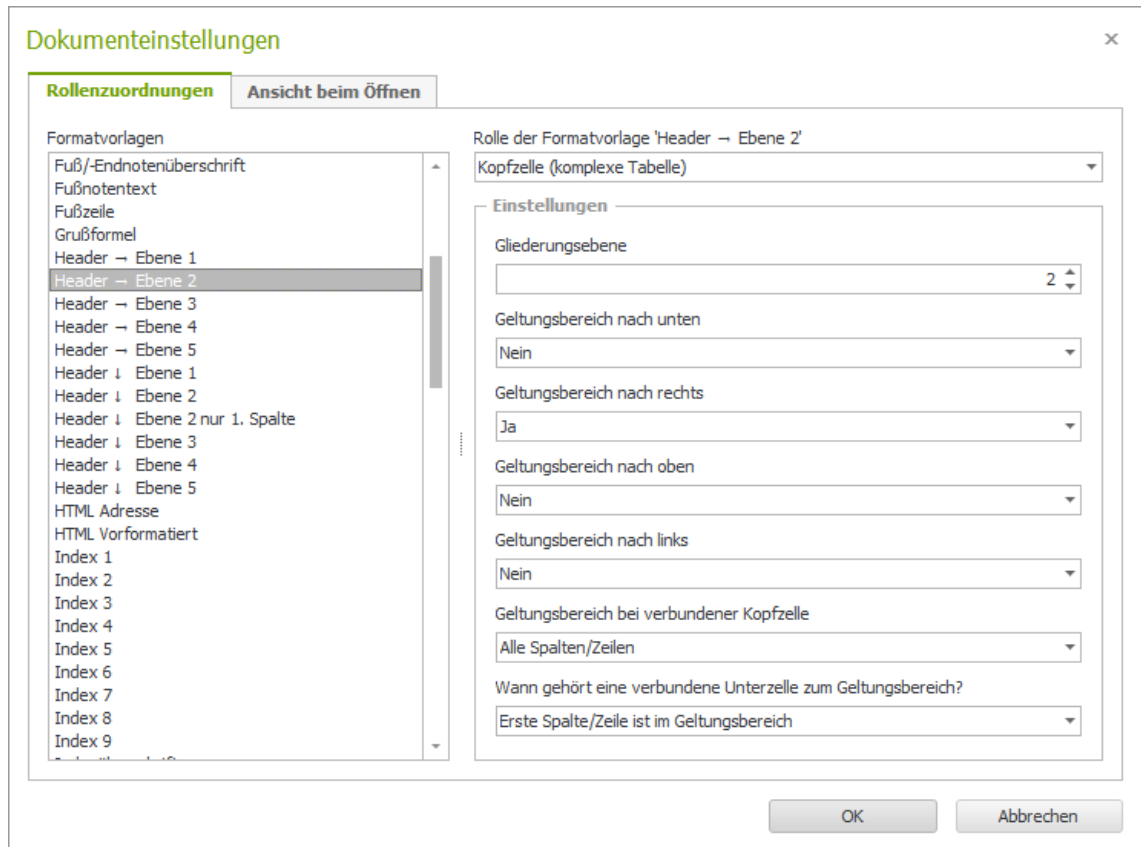 Dokumenteinstellungen
Rollenzuordnungen
Ansicht beim Öffnen
Formatvorlagen
Fuß/-Endnotenüberschrift
Fußnotentext
Fußzeile
Grußformel
Header → Ebene 1
Header → Ebene 2
Header → Ebene 3
Header → Ebene 4
Header → Ebene 5
Header ↓ Ebene 1
Header ↓ Ebene 2
Header ↓ Ebene 2 nur 1. Spalte
Header ↓ Ebene 3
Header ↓ Ebene 4
Header ↓ Ebene 5
HTML Adresse
HTML Vorformatiert
Index 1
Index 2
Index 3
Index 4
Index 5
Index 6
Index 7
Index 8
Index 9
Rolle der Formatvorlage 'Header → Ebene 2'
Kopfzelle (komplexe Tabelle)
Einstellungen
Gliederungsebene
2
Geltungsbereich nach unten
Nein
Geltungsbereich nach rechts
Ja
Geltungsbereich nach oben
Nein
Geltungsbereich nach links
Nein
Geltungsbereich bei verbundener Kopfzelle
Alle Spalten/Zeilen
Wann gehört eine verbundene Unterzelle zum Geltungsbereich?
Erste Spalte/Zeile ist im Geltungsbereich
OK
Abbrechen